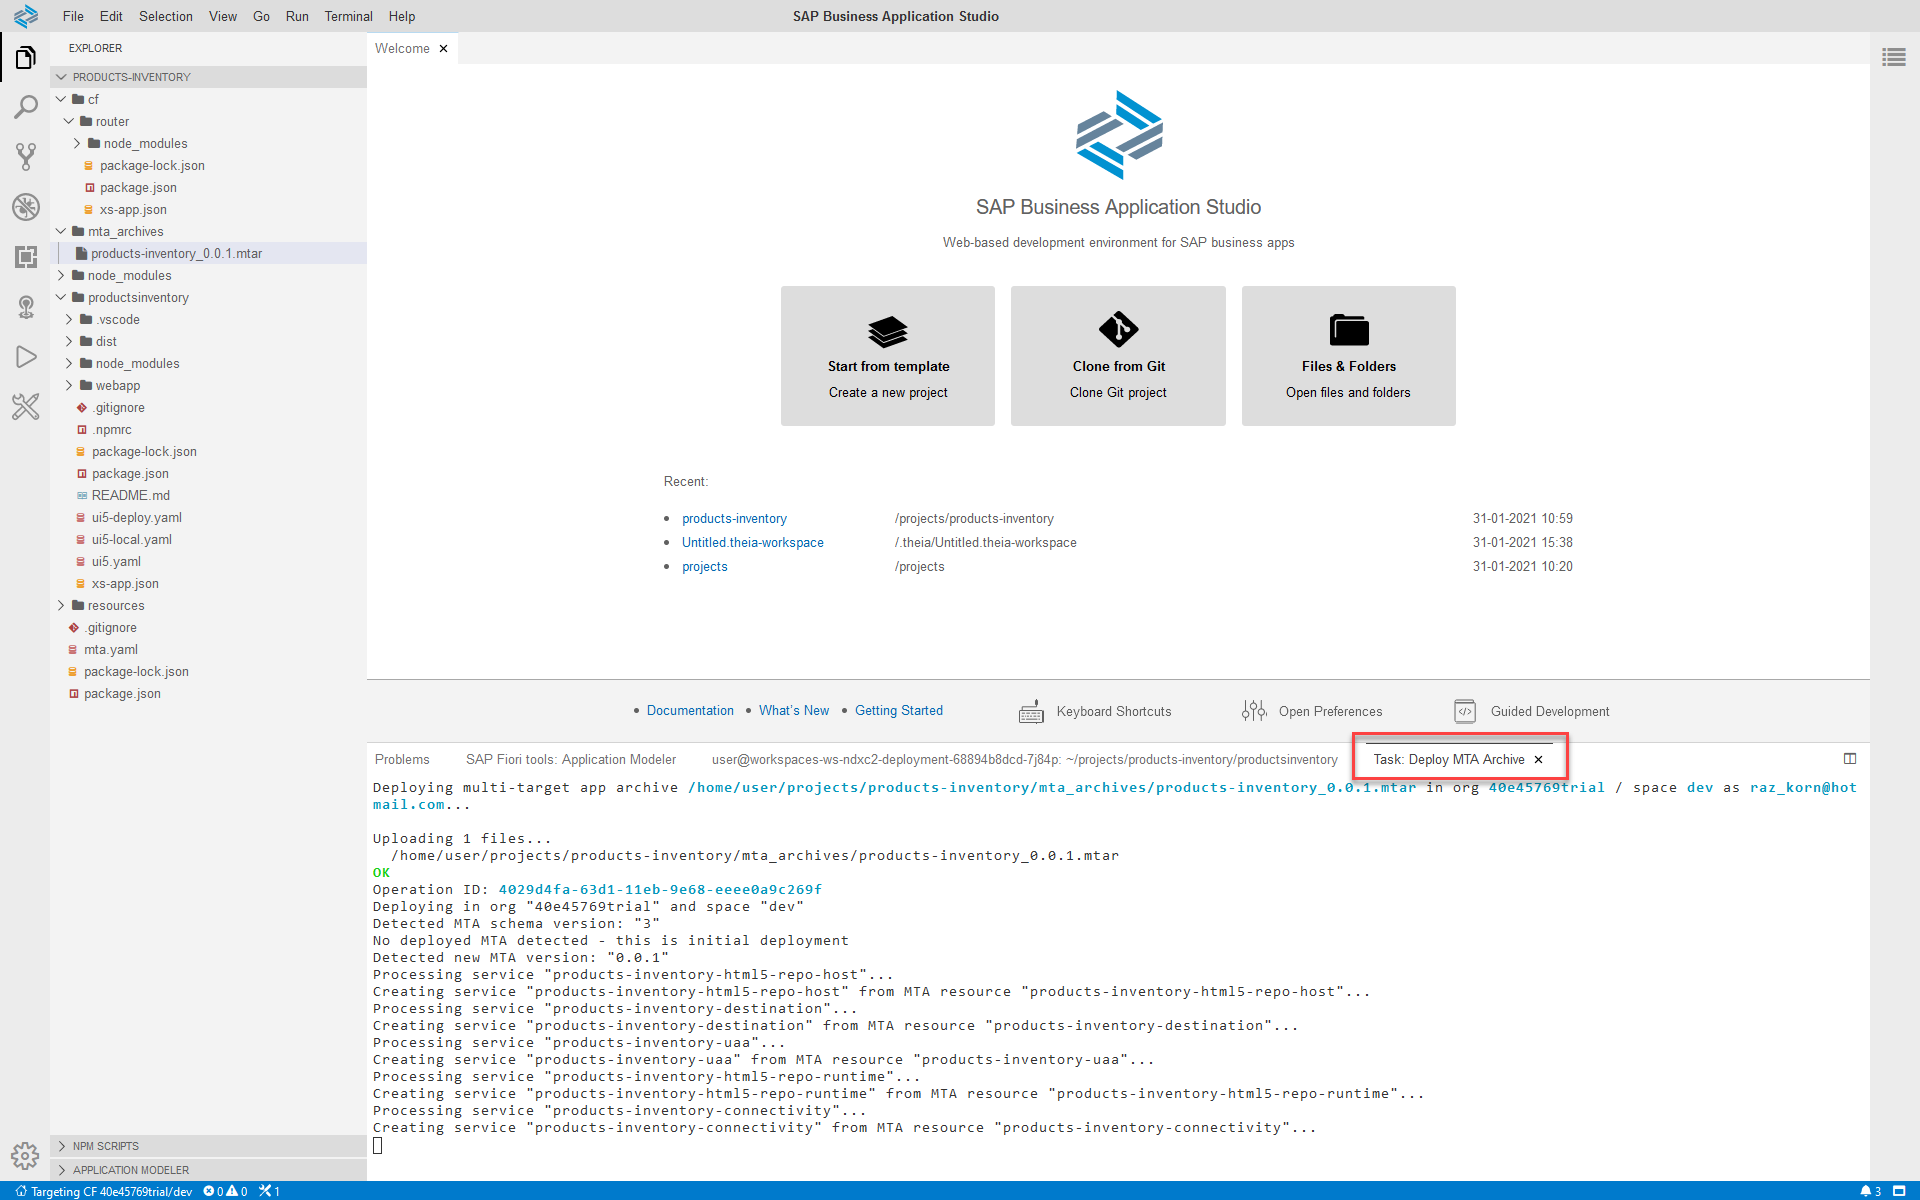 File Edit Selection View Go Run Terminal Help
SAP Business Application Studio
EXPLORER
PRODUCTS-INVENTORY
cf
router
node_modules
package-lock.json
package.json
xs-app.json
mta_archives
products-inventory_0.0.1.mtar
node_modules
productsinventory
.vscode
dist
node_modules
webapp
.gitignore
.npmrc
package-lock.json
package.json
README.md
ui5-deploy.yaml
ui5-local.yaml
ui5.yaml
xs-app.json
resources
.gitignore
mta.yaml
package-lock.json
package.json
NPM SCRIPTS
APPLICATION MODELER
Welcome
SAP Business Application Studio
Web-based development environment for SAP business apps
Start from template
Create a new project
Clone from Git
Clone Git project
Files & Folders
Open files and folders
Recent:
products-inventory /projects/products-inventory 31-01-2021 10:59
Untitled.theia-workspace /.theia/Untitled.theia-workspace 31-01-2021 15:38
projects /projects 31-01-2021 10:20
Documentation What's New Getting Started Keyboard Shortcuts Open Preferences Guided Development
Problems SAP Fiori tools: Application Modeler user@workspaces-ws-ndxc2-deployment-68894b8dcd-7j84p: ~/projects/products-inventory/productsinventory Task: Deploy MTA Archive
Deploying multi-target app archive /home/user/projects/products-inventory/mta_archives/products-inventory_0.0.1.mtar in org 40e45769trial / space dev as raz_korn@hot
mail.com...
Uploading 1 files...
/home/user/projects/products-inventory/mta_archives/products-inventory_0.0.1.mtar
OK
Operation ID: 4029d4fa-63d1-11eb-9e68-eeee0a9c269f
Deploying in org "40e45769trial" and space "dev"
Detected MTA schema version: "3"
No deployed MTA detected - this is initial deployment
Detected new MTA version: "0.0.1"
Processing service "products-inventory-html5-repo-host"...
Creating service "products-inventory-html5-repo-host" from MTA resource "products-inventory-html5-repo-host"...
Processing service "products-inventory-destination"...
Creating service "products-inventory-destination" from MTA resource "products-inventory-destination"...
Processing service "products-inventory-uaa"...
Creating service "products-inventory-uaa" from MTA resource "products-inventory-uaa"...
Processing service "products-inventory-html5-repo-runtime"...
Creating service "products-inventory-html5-repo-runtime" from MTA resource "products-inventory-html5-repo-runtime"...
Processing service "products-inventory-connectivity"...
Creating service "products-inventory-connectivity" from MTA resource "products-inventory-connectivity"...
Targeting CF 40e45769trial/dev 0 0 1 3